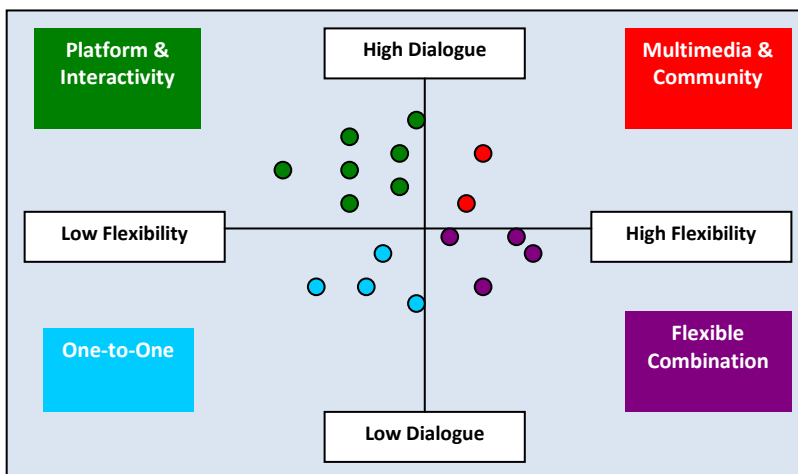 Platform &
Interactivity
High Dialogue
Multimedia &
Community
Low Flexibility
High Flexibility
One-to-One
Flexible
Combination
Low Dialogue